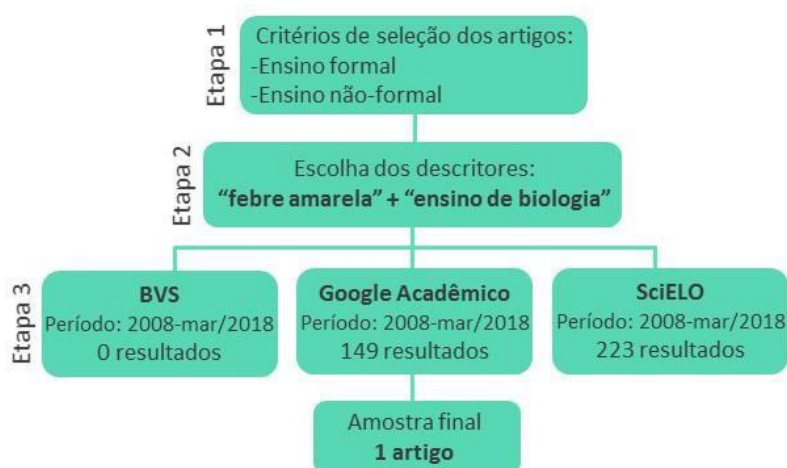 Etapa 1
Critérios de seleção dos artigos:
-Ensino formal
-Ensino não-formal
Etapa 2
Escolha dos descritores:
“febre amarela” + “ensino de biologia”
Etapa 3
BVS
Período: 2008-mar/2018
0 resultados
Google Acadêmico
Período: 2008-mar/2018
149 resultados
SciELO
Período: 2008-mar/2018
223 resultados
Amostra final
1 artigo